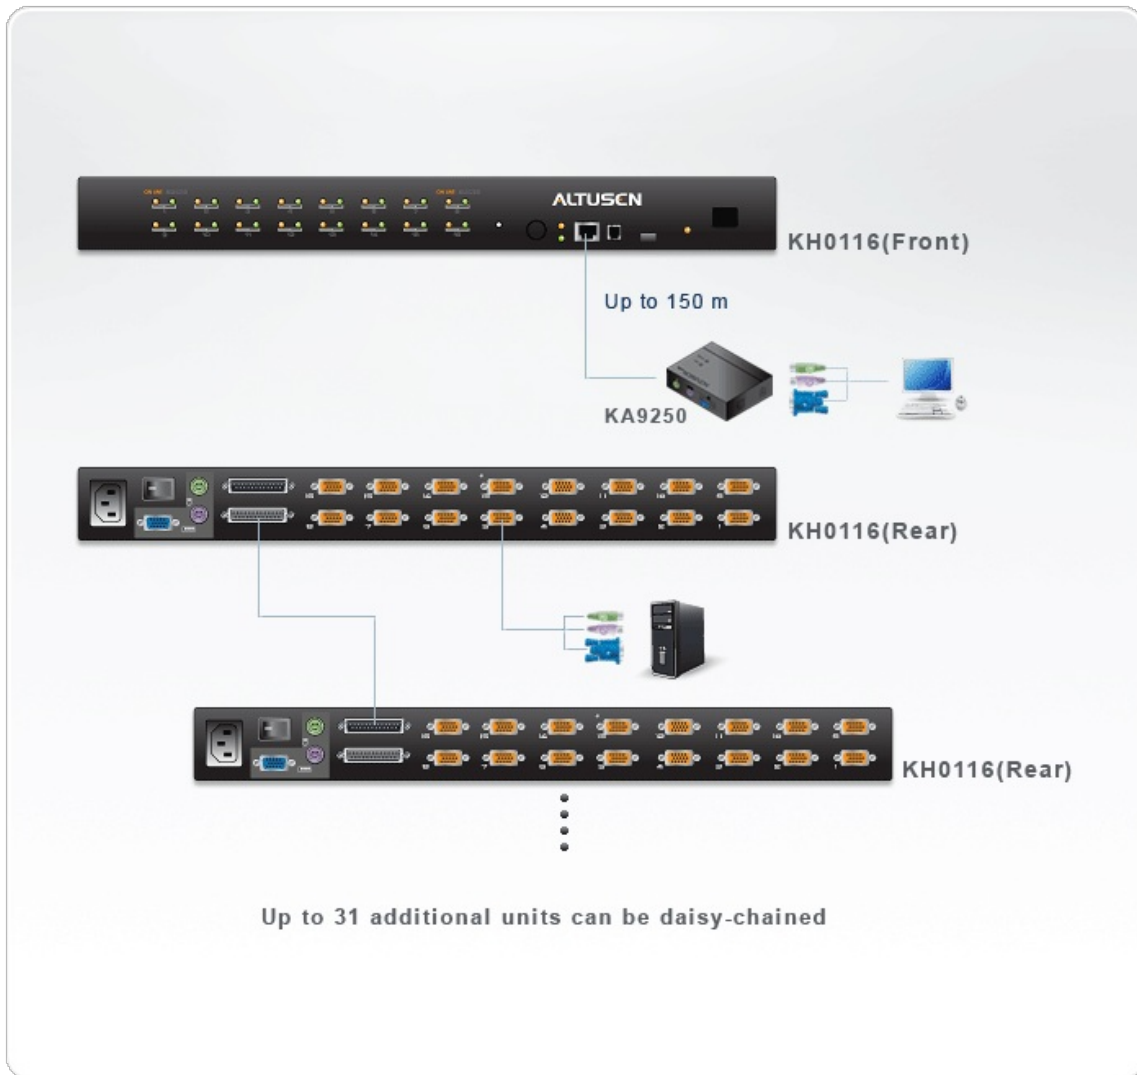 ALTUSCN
KH0116(Front)
Up to 150 m
KA9250
KH0116(Rear)
KH0116(Rear)
Up to 31 additional units can be daisy-chained